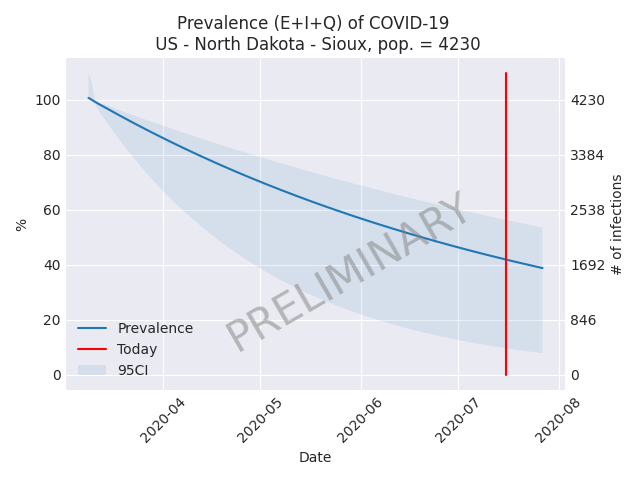 Prevalence (E+I+Q) of COVID-19
US - North Dakota - Sioux, pop. = 4230
100
80
60
40
20
0
%
4230
3384
2538
1692
846
0
# of infections
PRELIMINARY
Prevalence
Today
95CI
2020-04
2020-05
2020-06
2020-07
2020-08
Date